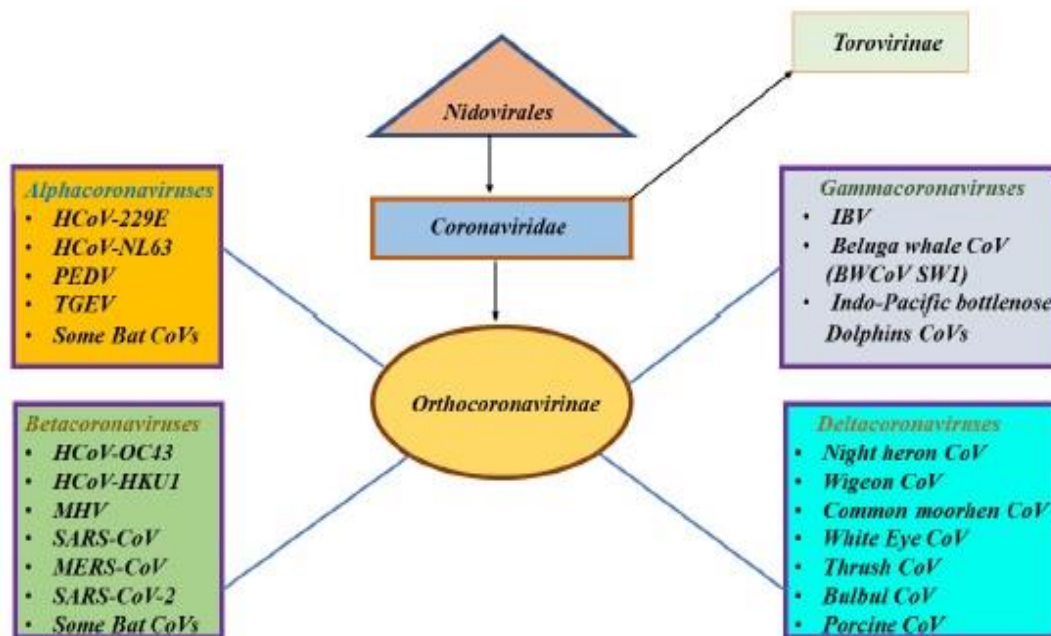 Torovirinae
Nidovirales
Coronaviridae
Orthocoronavirinae
Alphacoronaviruses
• HCoV-229E
• HCoV-NL63
• PEDV
• TGEV
• Some Bat CoVs
Betacoronaviruses
• HCoV-OC43
• HCoV-HKU1
• MHV
• SARS-CoV
• MERS-CoV
• SARS-CoV-2
• Some Bat CoVs
Gammacoronaviruses
• IBV
• Beluga whale CoV
(BWCoV SW1)
• Indo-Pacific bottlenose
Dolphins CoVs
Deltacoronaviruses
• Night heron CoV
• Wigeon CoV
• Common moorhen CoV
• White Eye CoV
• Thrush CoV
• Bulbul CoV
• Porcine CoV